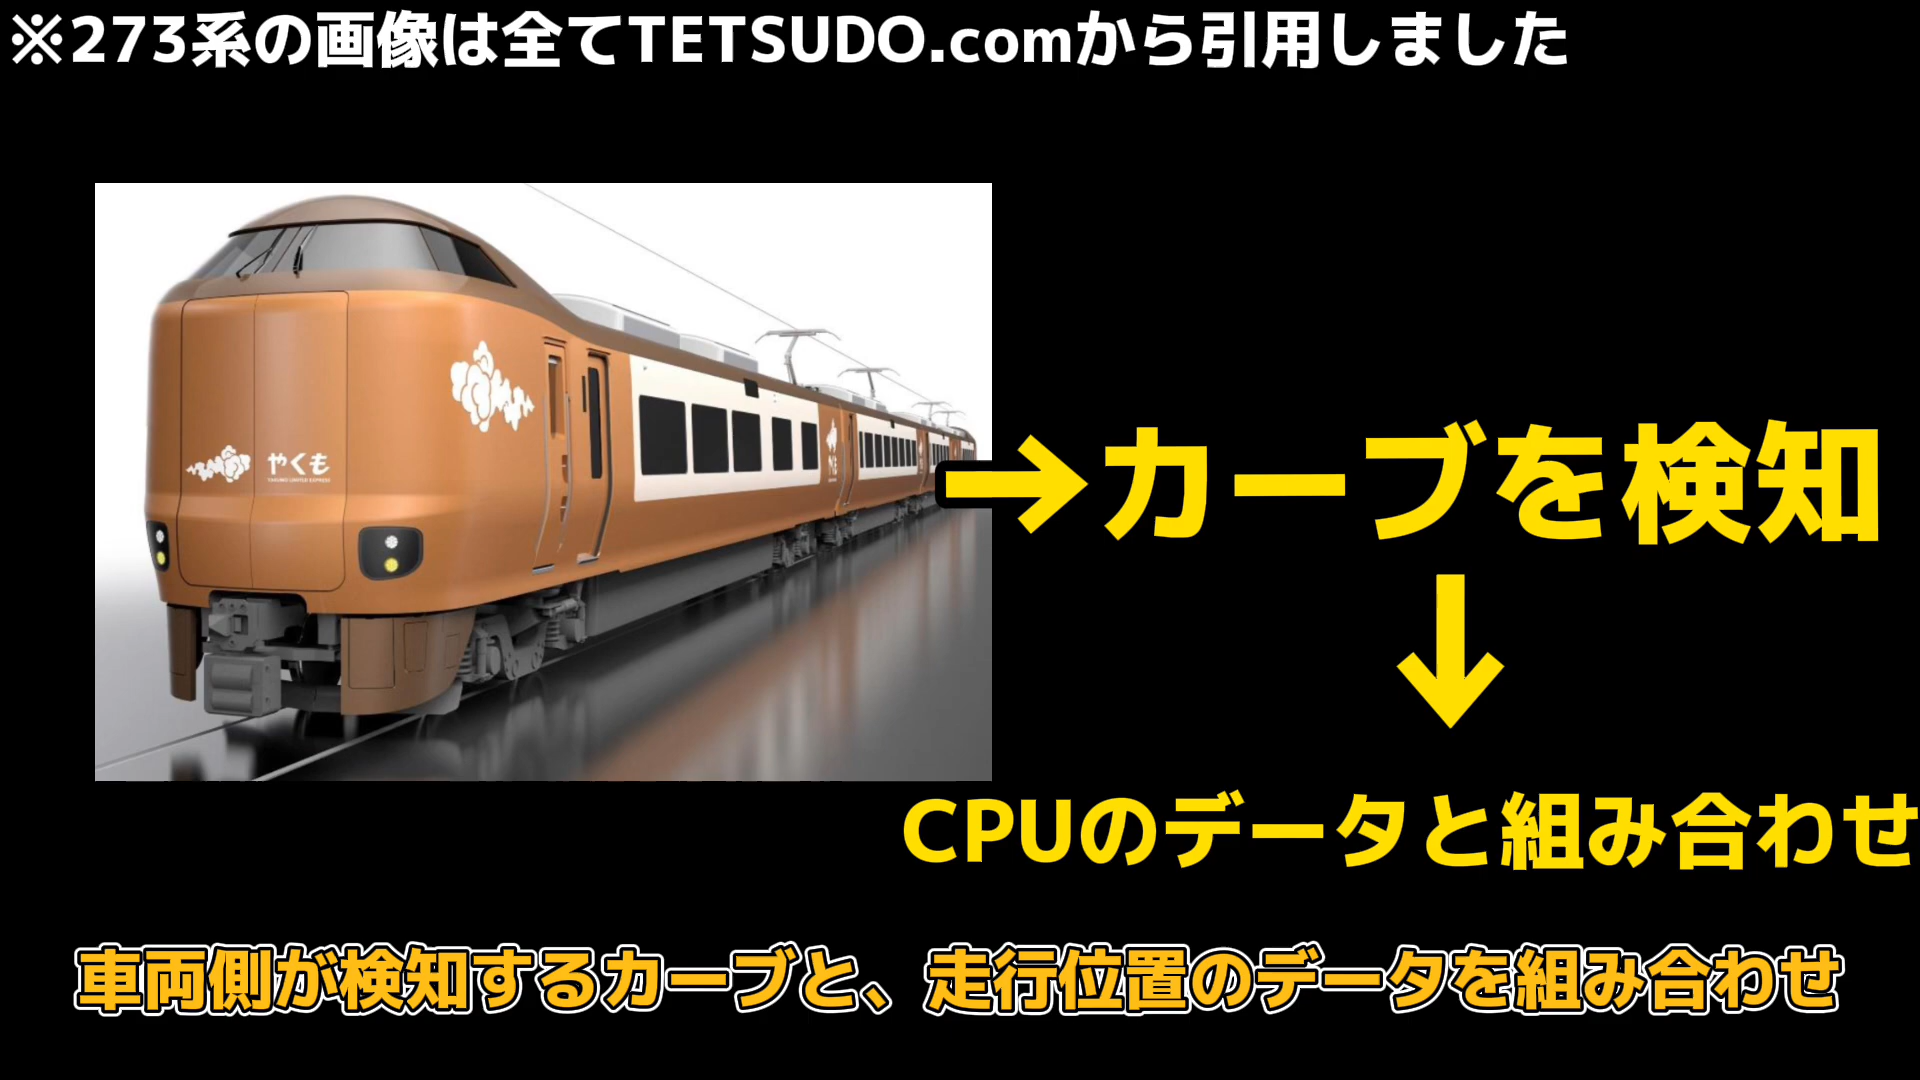 ※273系の画像は全てTETSUDO.comから引用しました
やくも
YAKUMO LIMITED EXPRESS
→カーブを検知
↓
CPUのデータと組み合わせ
車両側が検知するカーブと、走行位置のデータを組み合わせ